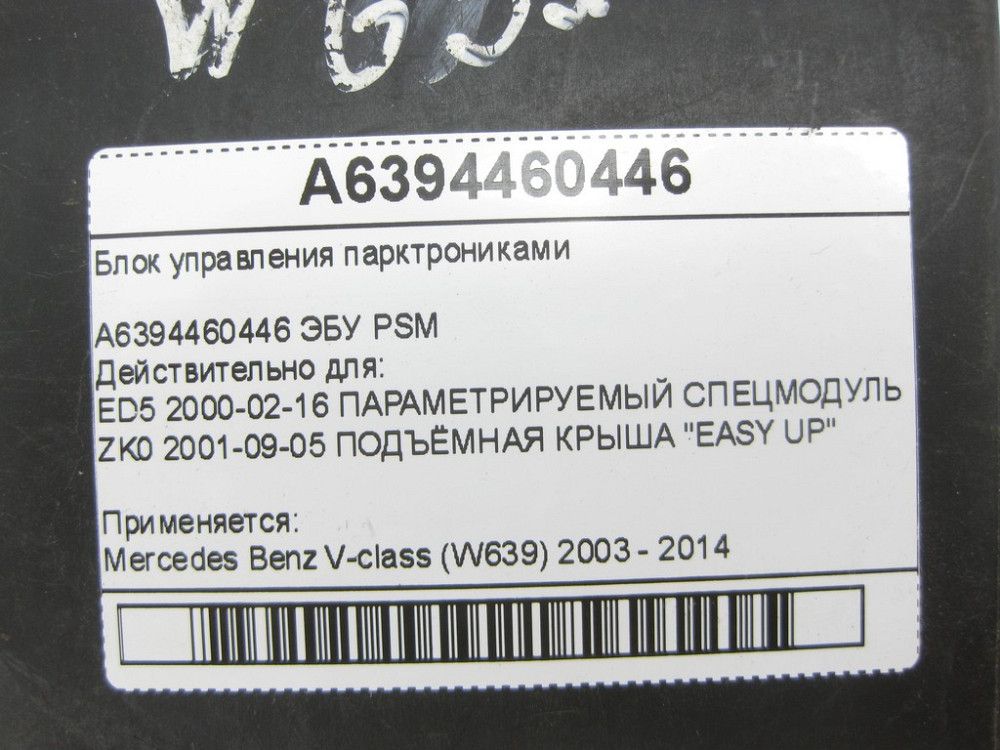 W639
A6394460446
Блок управления парктрониками
A6394460446 ЭБУ PSM
Действительно для:
ED5 2000-02-16 ПАРАМЕТРИРУЕМЫЙ СПЕЦМОДУЛЬ
ZK0 2001-09-05 ПОДЪЁМНАЯ КРЫША "EASY UP"
Применяется:
Mercedes Benz V-class (W639) 2003 - 2014